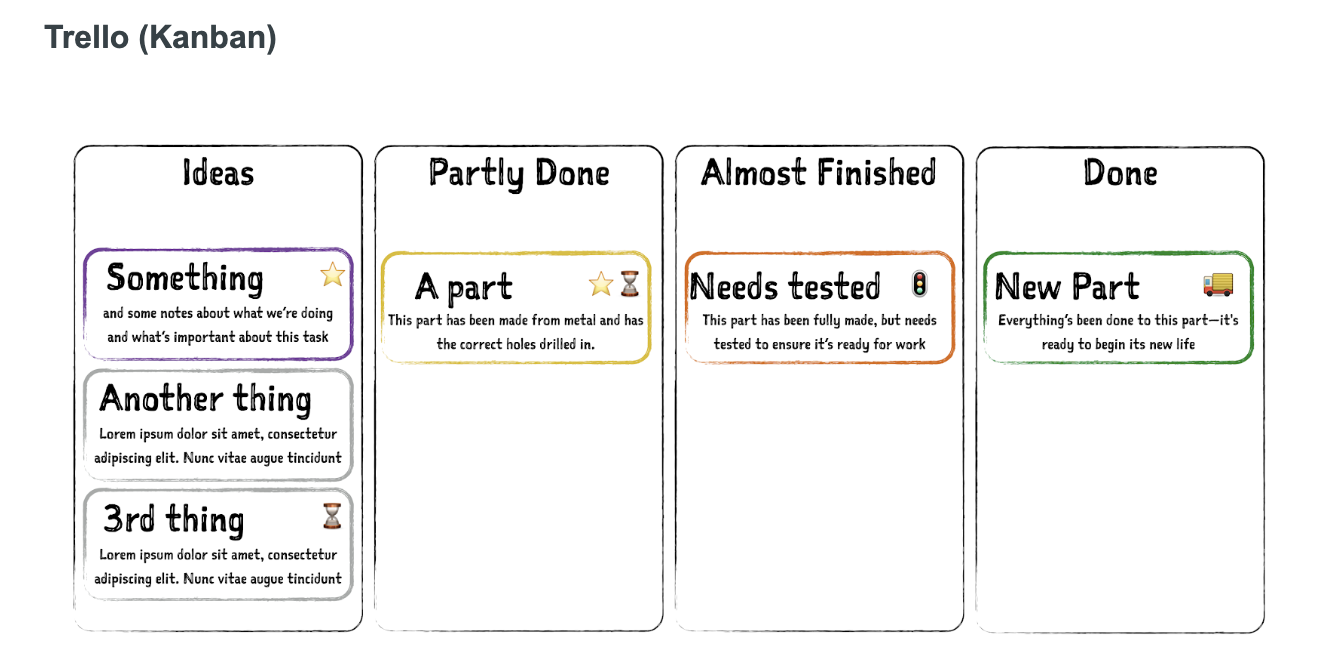 Trello (Kanban)
Ideas
Something
and some notes about what we're doing
and what's important about this task
Another thing
Lorem ipsum dolor sit amet, consectetur
adipiscing elit. Nunc vitae augue tincidunt
3rd thing
Lorem ipsum dolor sit amet, consectetur
adipiscing elit. Nunc vitae augue tincidunt
Partly Done
A part
This part has been made from metal and has
the correct holes drilled in.
Almost Finished
Needs tested
This part has been fully made, but needs
tested to ensure it's ready for work
Done
New Part
Everything's been done to this part—it's
ready to begin its new life